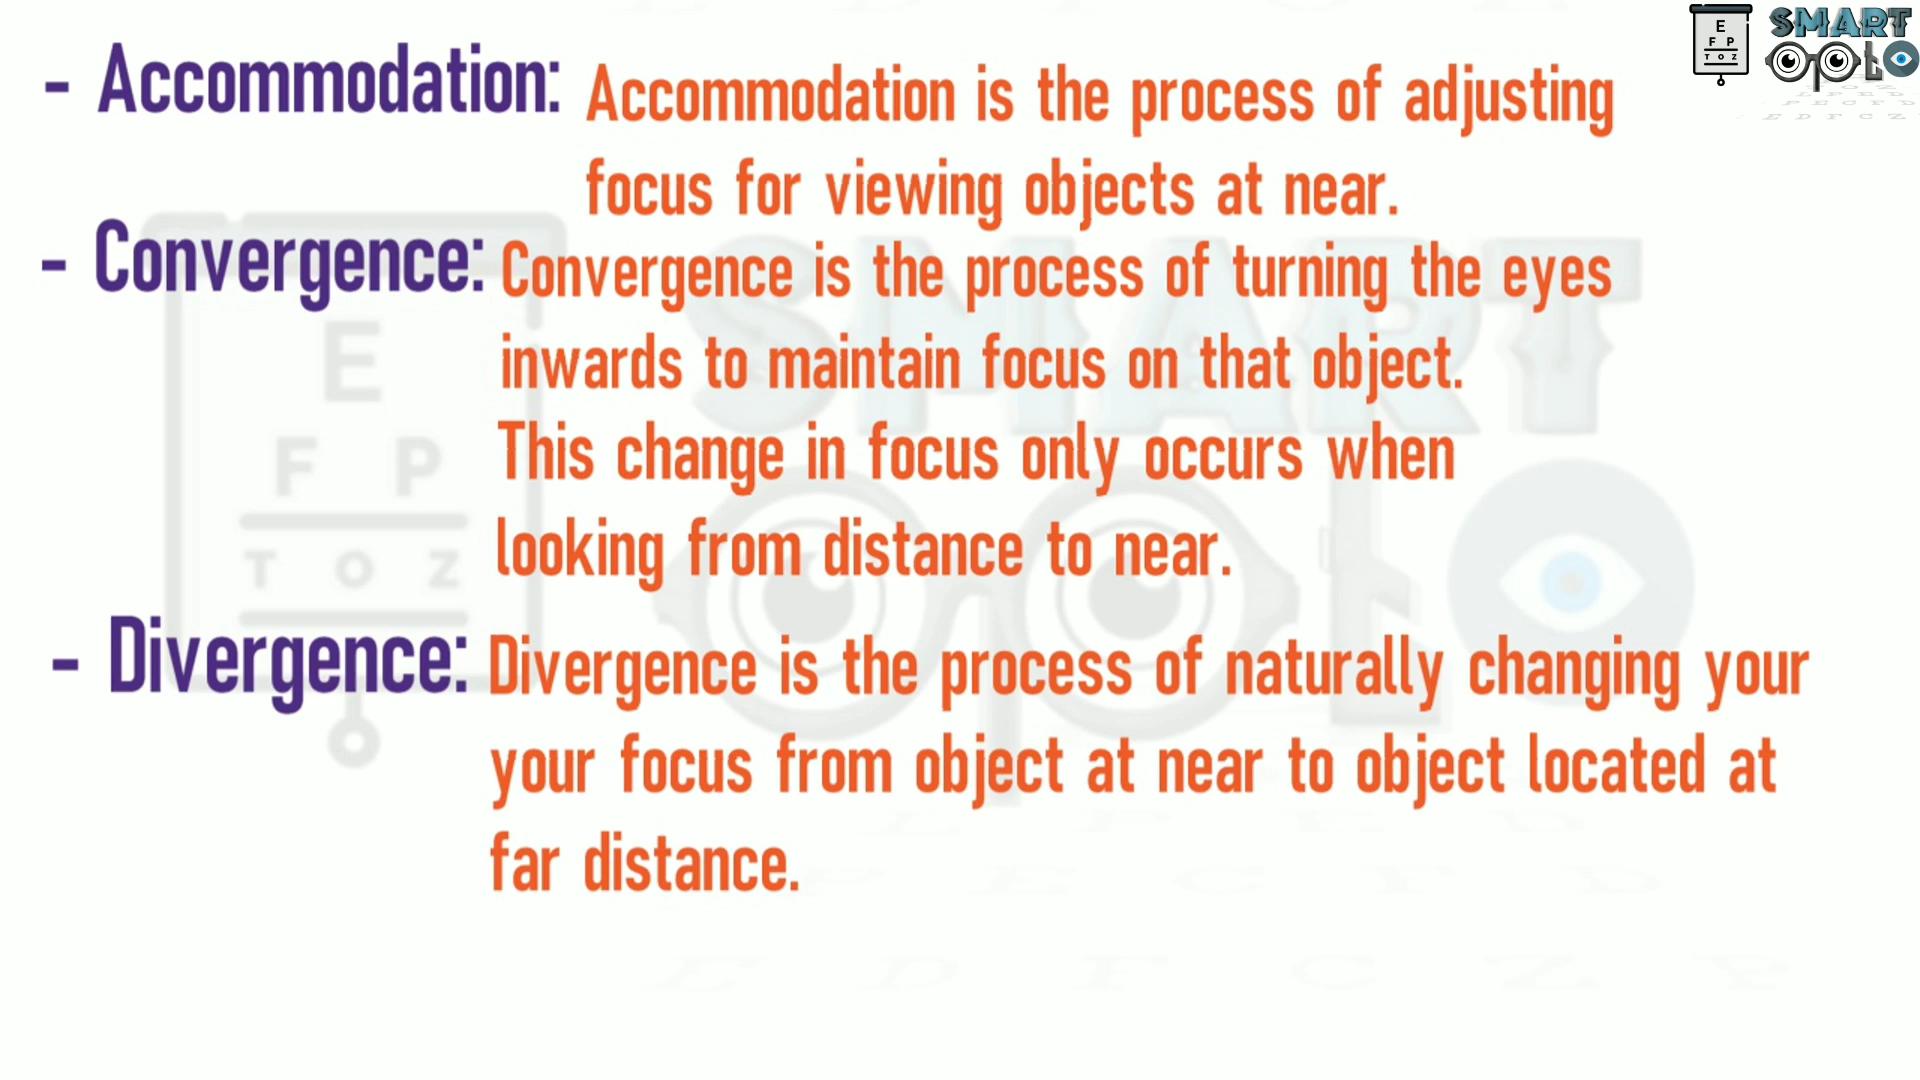 - Accommodation: Accommodation is the process of adjusting
focus for viewing objects at near.
- Convergence: Convergence is the process of turning the eyes
inwards to maintain focus on that object.
This change in focus only occurs when
looking from distance to near.
- Divergence: Divergence is the process of naturally changing your
your focus from object at near to object located at
far distance.
E
F P
T O Z
SMART
opto
E
F P
T O Z
SMART
opto
E D F C Z P